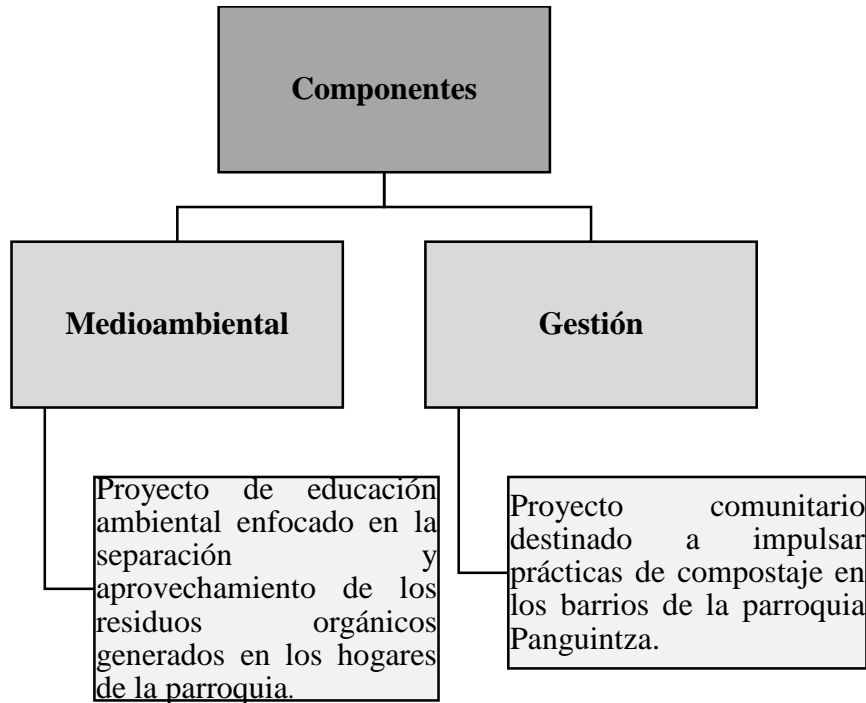 Componentes
Medioambiental
Gestión
Proyecto de educación
ambiental enfocado en la
separación y
aprovechamiento de los
residuos orgánicos
generados en los hogares
de la parroquia.
Proyecto comunitario
destinado a impulsar
prácticas de compostaje en
los barrios de la parroquia
Panguintza.